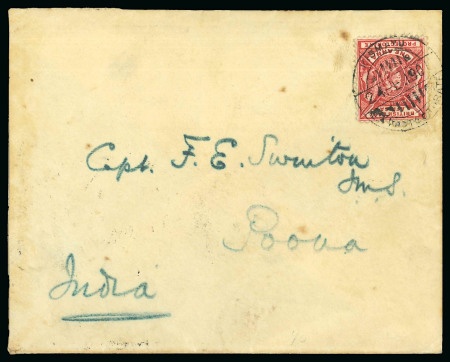 Capt. F. E. Swinton
I.M.S.
Poona
India